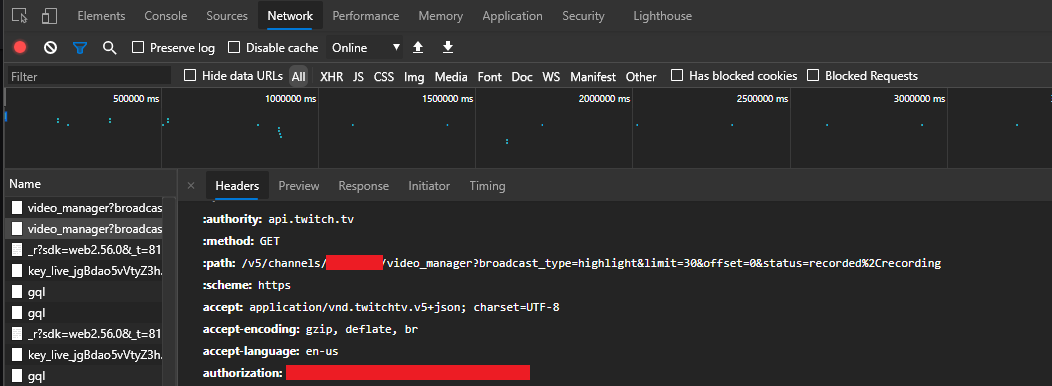 Elements Console Sources Network Performance Memory Application Security Lighthouse
Preserve log Disable cache Online
Filter Hide data URLs All XHR JS CSS Img Media Font Doc WS Manifest Other Has blocked cookies Blocked Requests
500000 ms 1000000 ms 1500000 ms 2000000 ms 2500000 ms 3000000 ms
Name × Headers Preview Response Initiator Timing
video_manager?broadcas
video_manager?broadcas
_r?sdk=web2.56.0&_t=81
key_live_jgBdao5vVtyZ3h.
gql
gql
_r?sdk=web2.56.0&_t=81
key_live_jgBdao5vVtyZ3h.
gql
:authority: api.twitch.tv
:method: GET
:path: /v5/channels/ /video_manager?broadcast_type=highlight&limit=30&offset=0&status=recorded%2Crecording
:scheme: https
accept: application/vnd.twitchtv.v5+json; charset=UTF-8
accept-encoding: gzip, deflate, br
accept-language: en-us
authorization: